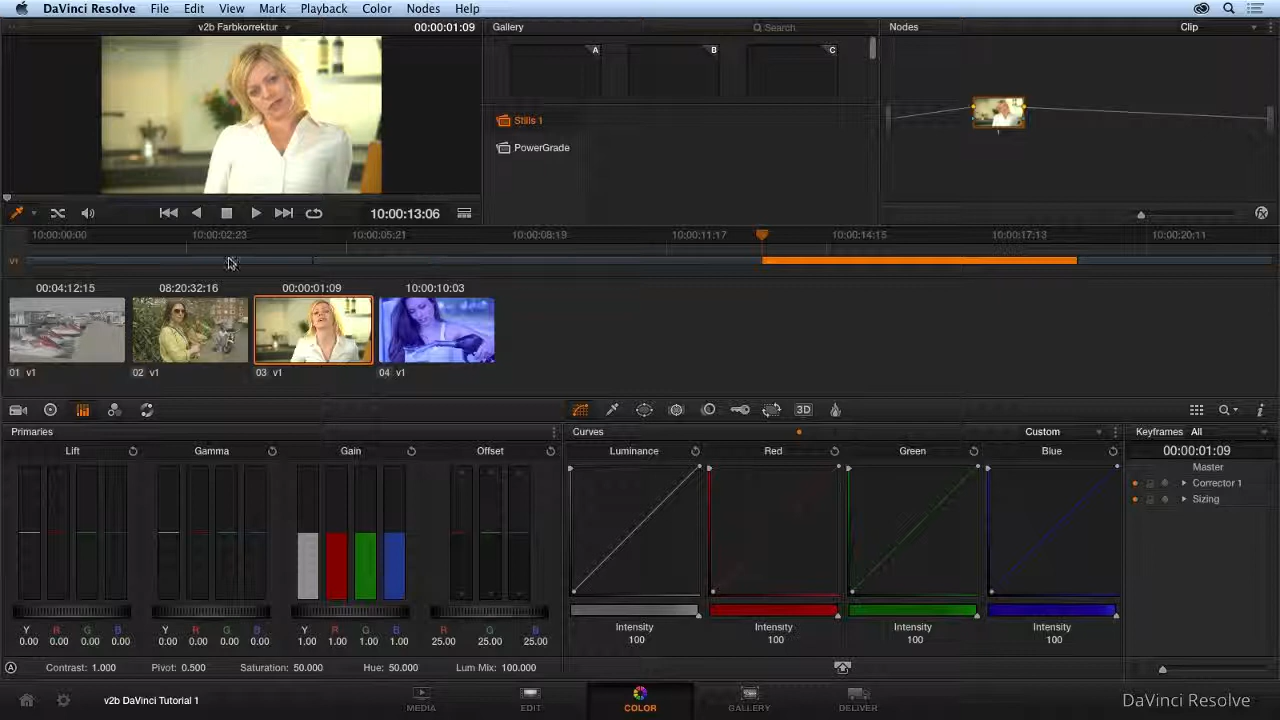 DaVinci Resolve File Edit View Mark Playback Color Nodes Help
v2b Farbkorrektur 00:00:01:09 Gallery Search Nodes Clip
A B C
Stills 1
PowerGrade
1
10:00:13:06
10:00:00:00 10:00:02:23 10:00:05:21 10:00:08:19 10:00:11:17 10:00:14:15 10:00:17:13 10:00:20:11
V1
00:04:12:15 08:20:32:16 00:00:01:09 10:00:10:03
01 v1 02 v1 03 v1 04 v1
3D
Primaries Curves Custom Keyframes All
Lift Gamma Gain Offset Luminance Red Green Blue 00:00:01:09
Master
Corrector 1
Sizing
Y R G B Y R G B Y R G B R G B
0.00 0.00 0.00 0.00 0.00 0.00 0.00 0.00 1.00 1.00 1.00 1.00 25.00 25.00 25.00
Intensity Intensity Intensity Intensity
100 100 100 100
A Contrast: 1.000 Pivot: 0.500 Saturation: 50.000 Hue: 50.000 Lum Mix: 100.000
v2b DaVinci Tutorial 1 MEDIA EDIT COLOR GALLERY DELIVER DaVinci Resolve